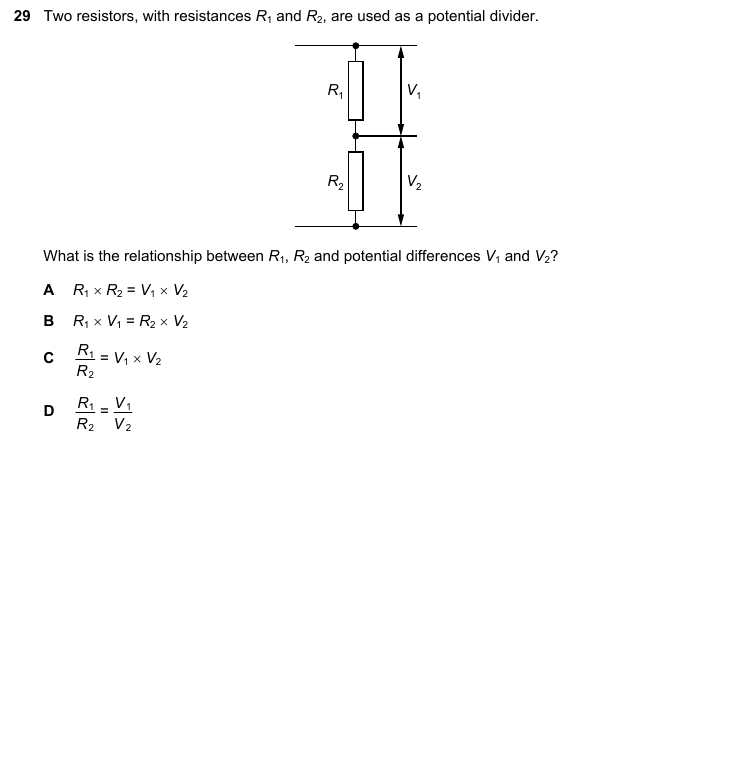 29 Two resistors, with resistances R₁ and R₂, are used as a potential divider.
R₁ V₁
R₂ V₂
What is the relationship between R₁, R₂ and potential differences V₁ and V₂?
A R₁ × R₂ = V₁ × V₂
B R₁ × V₁ = R₂ × V₂
C R₁/R₂ = V₁ × V₂
D R₁/R₂ = V₁/V₂